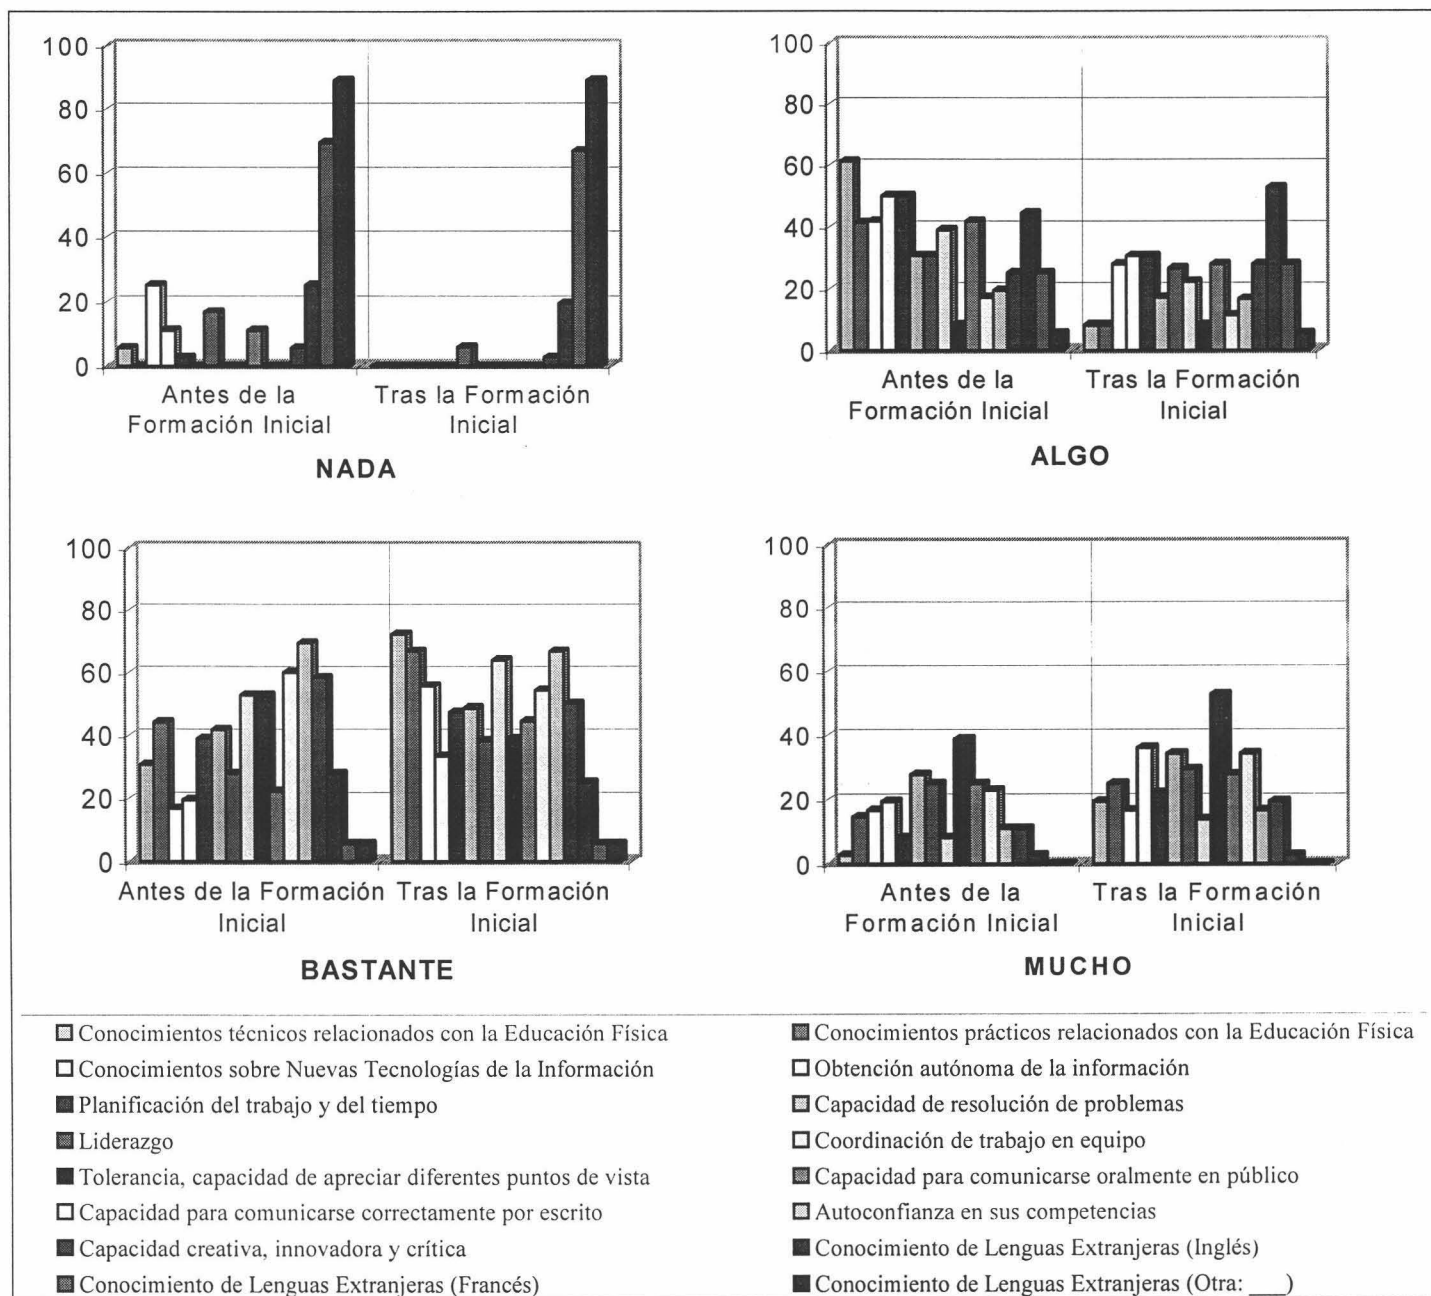 100
80
60
40
20
0
Antes de la
Formación Inicial
Tras la Formación
Inicial
NADA
100
80
60
40
20
0
Antes de la
Formación Inicial
Tras la Formación
Inicial
ALGO
100
80
60
40
20
0
Antes de la Formación
Inicial
Tras la Formación
Inicial
BASTANTE
100
80
60
40
20
0
Antes de la
Formación Inicial
Tras la Formación
Inicial
MUCHO
Conocimientos técnicos relacionados con la Educación Física
Conocimientos prácticos relacionados con la Educación Física
Conocimientos sobre Nuevas Tecnologías de la Información
Obtención autónoma de la información
Planificación del trabajo y del tiempo
Capacidad de resolución de problemas
Liderazgo
Coordinación de trabajo en equipo
Tolerancia, capacidad de apreciar diferentes puntos de vista
Capacidad para comunicarse oralmente en público
Capacidad para comunicarse correctamente por escrito
Autoconfianza en sus competencias
Capacidad creativa, innovadora y crítica
Conocimiento de Lenguas Extranjeras (Inglés)
Conocimiento de Lenguas Extranjeras (Francés)
Conocimiento de Lenguas Extranjeras (Otra: ___)